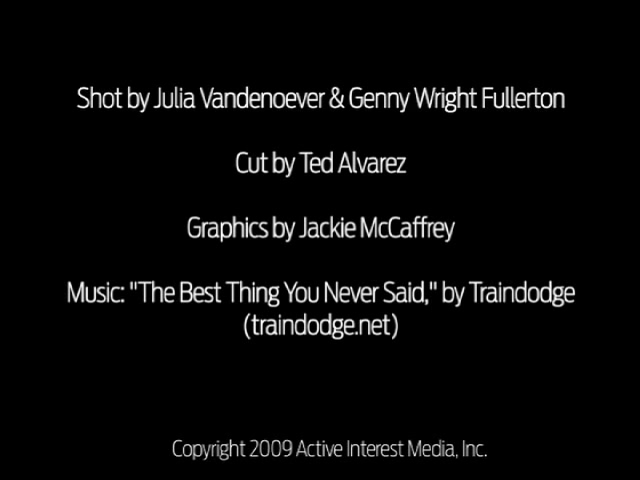 Shot by Julia Vandenoever & Genny Wright Fullerton
Cut by Ted Alvarez
Graphics by Jackie McCaffrey
Music: "The Best Thing You Never Said," by Traindodge
(traindodge.net)
Copyright 2009 Active Interest Media, Inc.